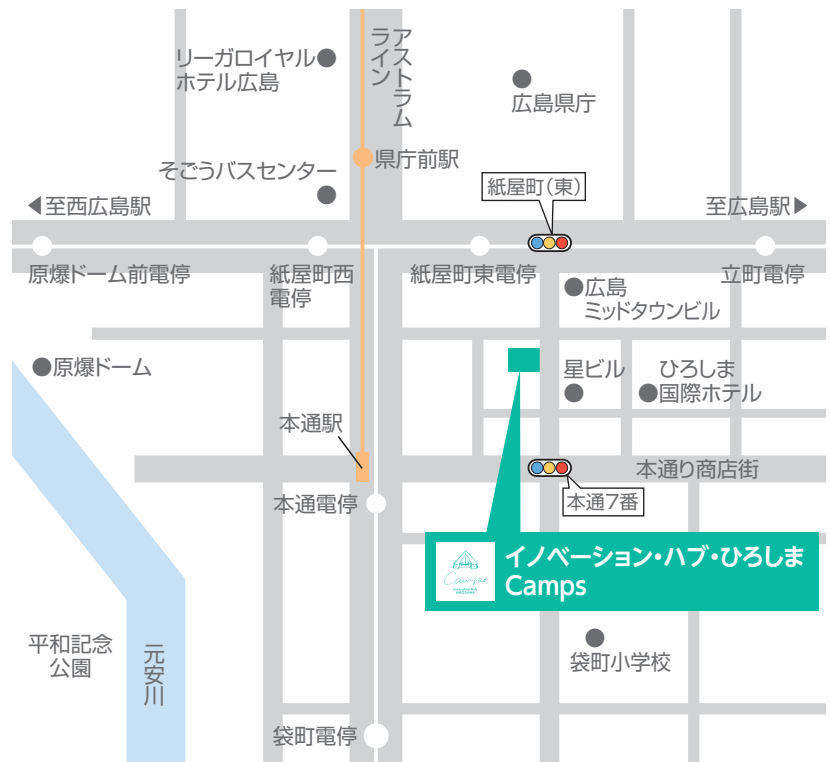 リーガロイヤル
ホテル広島
アストラム
ライン
広島県庁
県庁前駅
そごうバスセンター
紙屋町(東)
◀至西広島駅
至広島駅▶
原爆ドーム前電停
紙屋町西
電停
紙屋町東電停
立町電停
広島
ミッドタウンビル
原爆ドーム
星ビル
ひろしま
国際ホテル
本通駅
本通り商店街
本通電停
本通7番
イノベーション・ハブ・ひろしま
Camps
Camps
平和記念
公園
元安川
袋町小学校
袋町電停